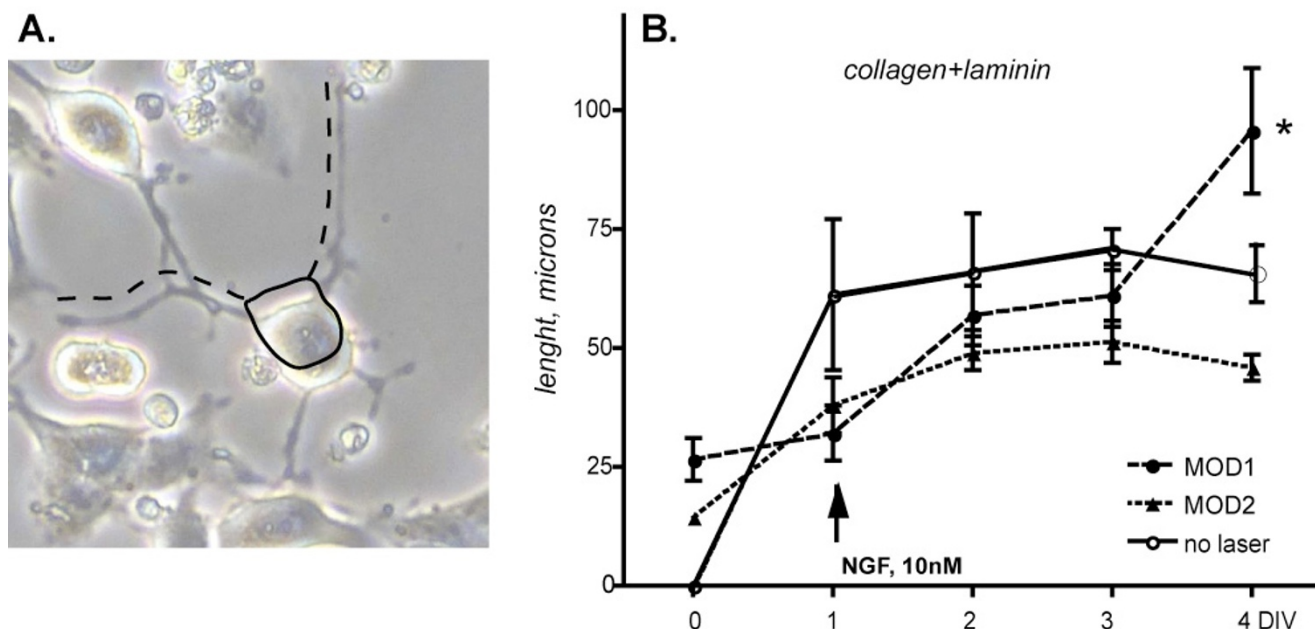 A.
B.
collagen+laminin
lenght, microns
100
75
50
25
0
*
MOD1
MOD2
no laser
NGF, 10nM
0 1 2 3 4 DIV